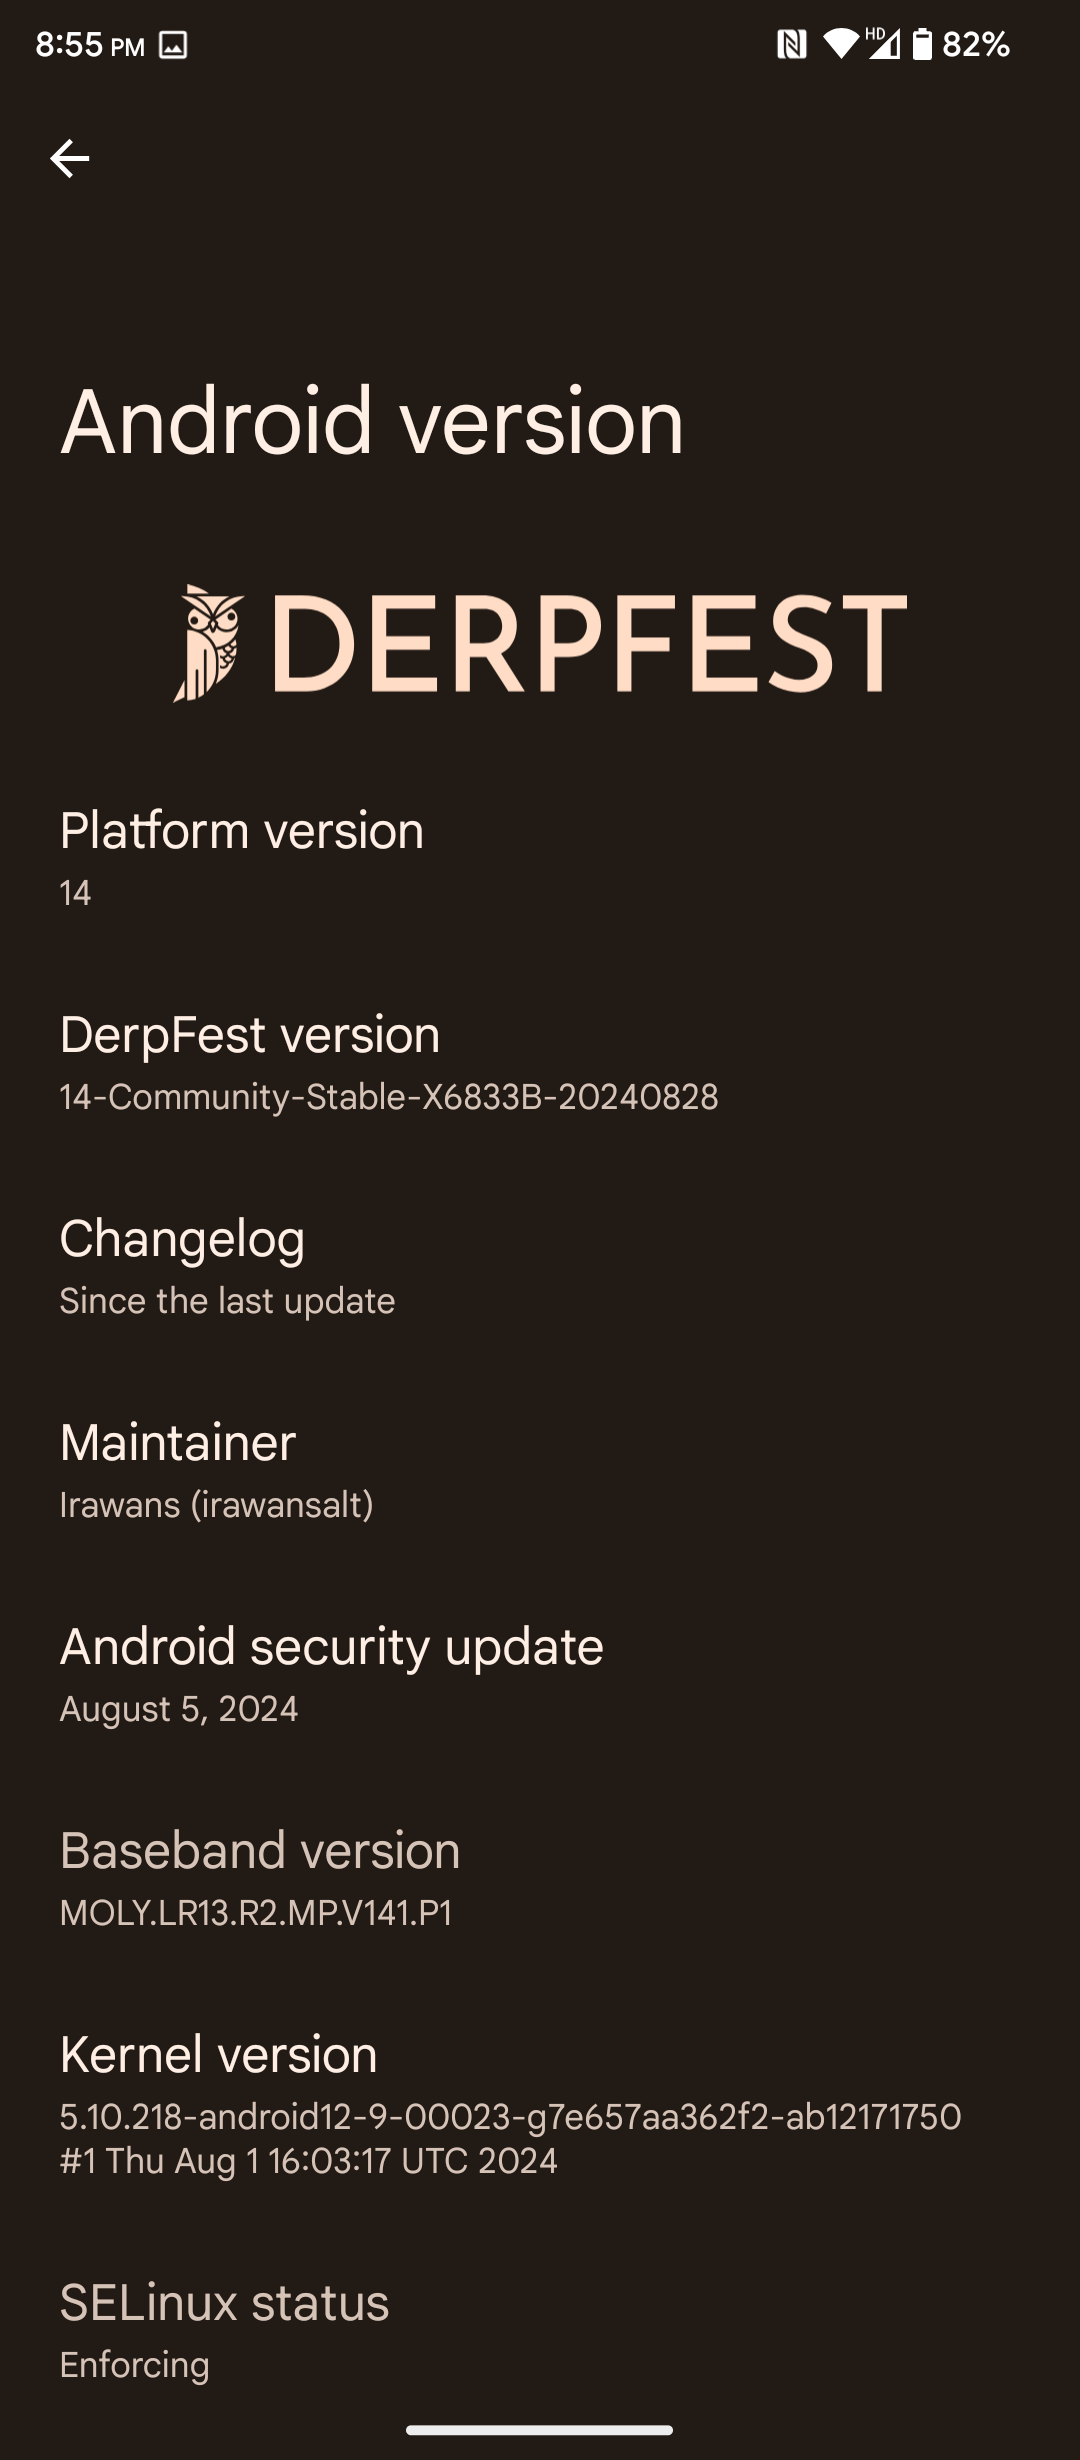 8:55 PM
HD 82%
Android version
DERPFEST
Platform version
14
DerpFest version
14-Community-Stable-X6833B-20240828
Changelog
Since the last update
Maintainer
Irawans (irawansalt)
Android security update
August 5, 2024
Baseband version
MOLY.LR13.R2.MP.V141.P1
Kernel version
5.10.218-android12-9-00023-g7e657aa362f2-ab12171750
#1 Thu Aug 1 16:03:17 UTC 2024
SELinux status
Enforcing